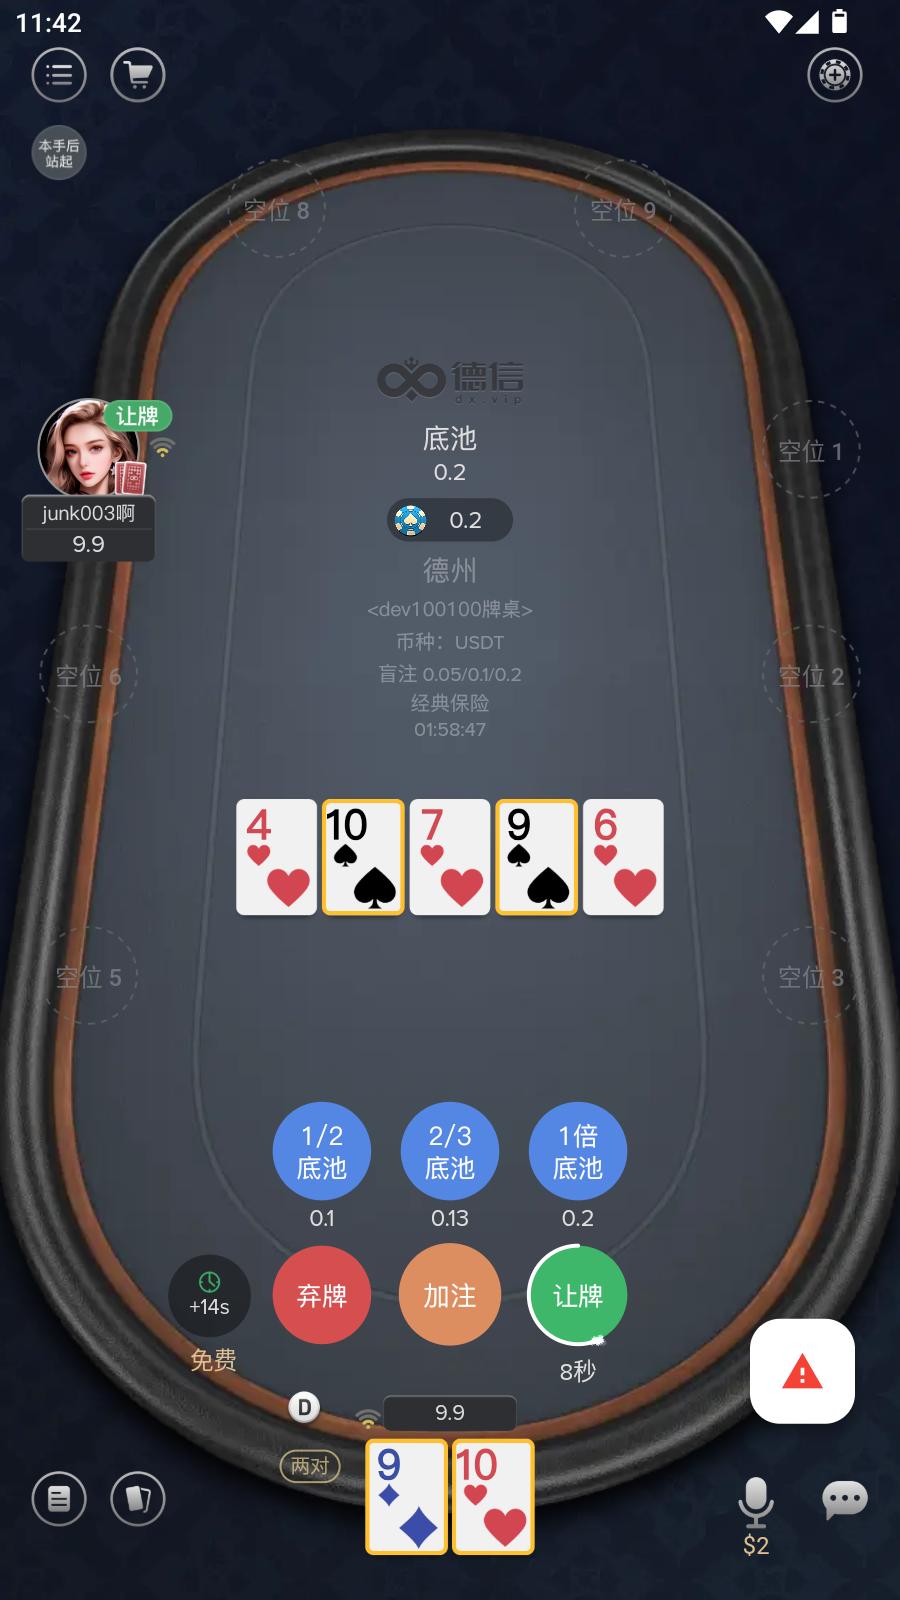 11:42
本手后
站起
空位 8
空位 9
德信
dx.vip
让牌
底池
0.2
空位 1
0.2
junk003啊
9.9
德州
<dev100100牌桌>
币种：USDT
空位 6
盲注 0.05/0.1/0.2
空位 2
经典保险
01:58:47
4
10
7
9
6
空位 5
空位 3
1/2
底池
2/3
底池
1倍
底池
0.1
0.13
0.2
+14s
弃牌
加注
让牌
免费
8秒
D
9.9
两对
9
10
$2